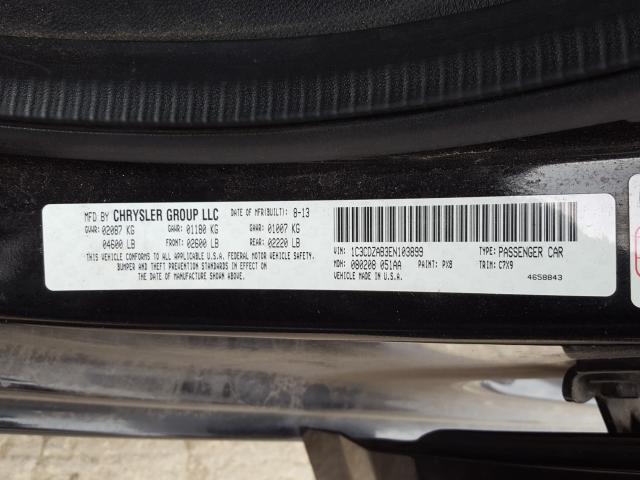 MFD BY CHRYSLER GROUP LLC DATE OF MFR(BUILT): 8-13
GVWR: 02087 KG GAWR: 01180 KG GAWR: 01007 KG
04600 LB FRONT: 02600 LB REAR: 02220 LB
THIS VEHICLE CONFORMS TO ALL APPLICABLE U.S.A. FEDERAL MOTOR VEHICLE SAFETY,
BUMPER AND THEFT PREVENTION STANDARDS IN EFFECT ON
THE DATE OF MANUFACTURE SHOWN ABOVE.
VIN: 1C3CDZAB3EN103899 TYPE: PASSENGER CAR
MDH: 080208 051AA PAINT: PX8 TRIM: C7X9
VEHICLE MADE IN U.S.A. 4658843